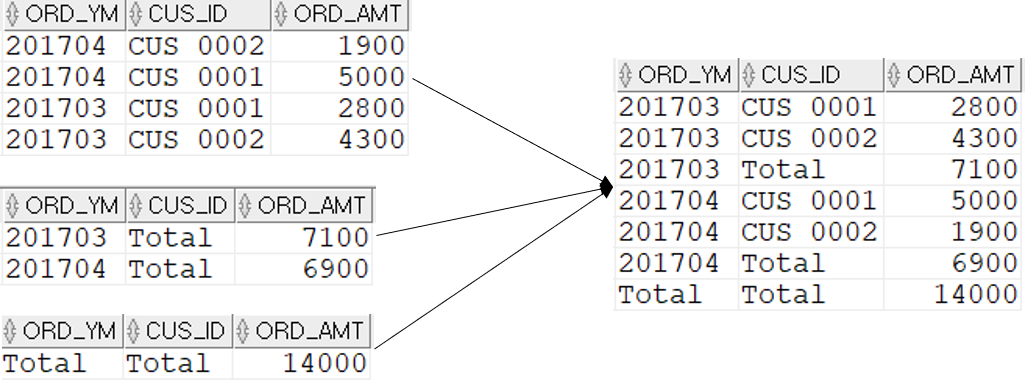 ORD_YM CUS_ID ORD_AMT
201704 CUS 0002 1900
201704 CUS 0001 5000
201703 CUS 0001 2800
201703 CUS 0002 4300
ORD_YM CUS_ID ORD_AMT
201703 Total 7100
201704 Total 6900
ORD_YM CUS_ID ORD_AMT
Total Total 14000
ORD_YM CUS_ID ORD_AMT
201703 CUS 0001 2800
201703 CUS 0002 4300
201703 Total 7100
201704 CUS 0001 5000
201704 CUS 0002 1900
201704 Total 6900
Total Total 14000